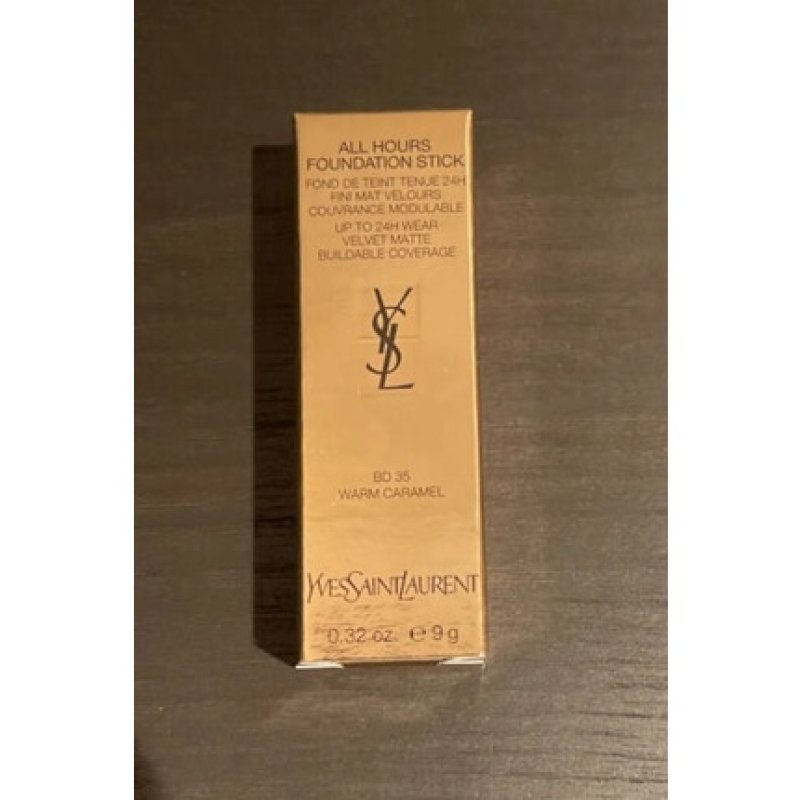 ALL HOURS
FOUNDATION STICK
FOND DE TEINT TENUE 24H
FINI MAT VELOURS
COUVRANCE MODULABLE
UP TO 24H WEAR
VELVET MATTE
BUILDABLE COVERAGE
YSL
BD 35
WARM CARAMEL
YVESSAINTLAURENT
0.32 oz. ℮ 9 g